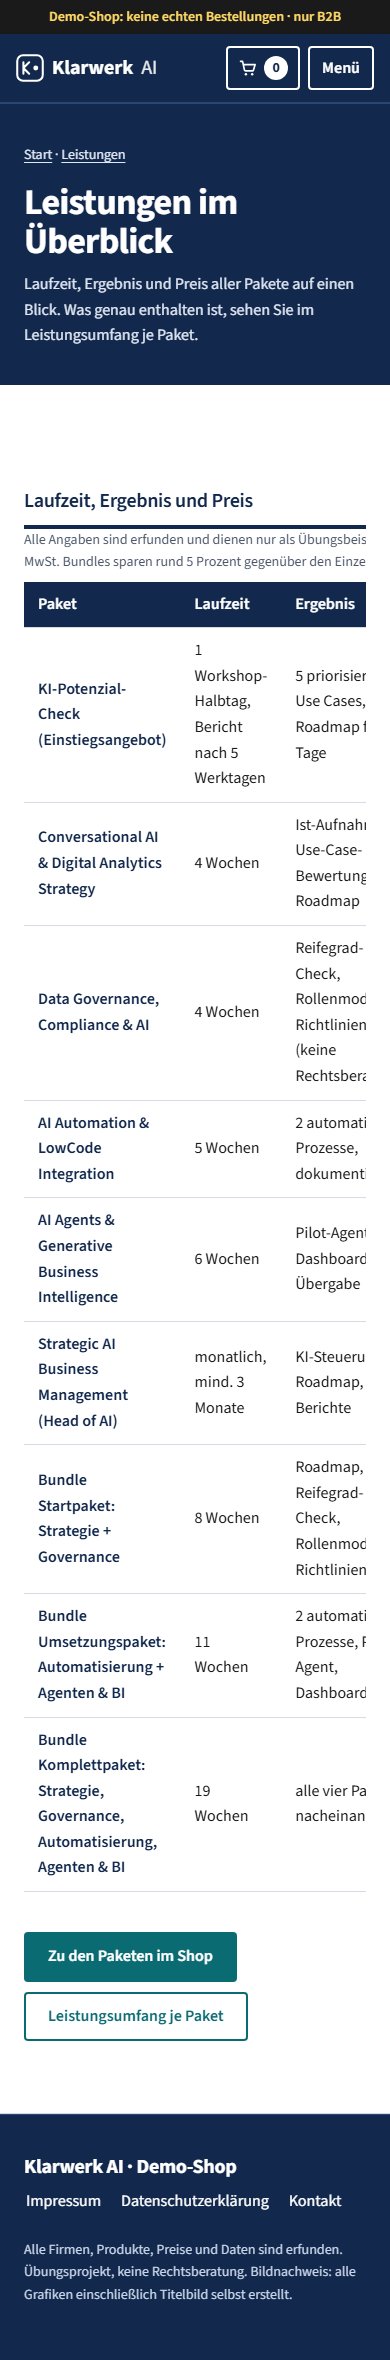 Demo-Shop: keine echten Bestellungen · nur B2B
Klarwerk AI
0
Menü
Start · Leistungen
Leistungen im
Überblick
Laufzeit, Ergebnis und Preis aller Pakete auf einen
Blick. Was genau enthalten ist, sehen Sie im
Leistungsumfang je Paket.
Laufzeit, Ergebnis und Preis
Alle Angaben sind erfunden und dienen nur als Übungsbeis
MwSt. Bundles sparen rund 5 Prozent gegenüber den Einze
Paket Laufzeit Ergebnis
KI-Potenzial-
Check
(Einstiegsangebot)
1
Workshop-
Halbtag,
Bericht
nach 5
Werktagen
5 priorisier
Use Cases,
Roadmap f
Tage
Conversational AI
& Digital Analytics
Strategy
4 Wochen
Ist-Aufnah
Use-Case-
Bewertung
Roadmap
Data Governance,
Compliance & AI
4 Wochen
Reifegrad-
Check,
Rollenmod
Richtlinien
(keine
Rechtsbera
AI Automation &
LowCode
Integration
5 Wochen
2 automati
Prozesse,
dokumenti
AI Agents &
Generative
Business
Intelligence
6 Wochen
Pilot-Agent
Dashboard
Übergabe
Strategic AI
Business
Management
(Head of AI)
monatlich,
mind. 3
Monate
KI-Steueru
Roadmap,
Berichte
Bundle
Startpaket:
Strategie +
Governance
8 Wochen
Roadmap,
Reifegrad-
Check,
Rollenmod
Richtlinien
Bundle
Umsetzungspaket:
Automatisierung +
Agenten & BI
11
Wochen
2 automati
Prozesse, P
Agent,
Dashboard
Bundle
Komplettpaket:
Strategie,
Governance,
Automatisierung,
Agenten & BI
19
Wochen
alle vier Pa
nacheinan
Zu den Paketen im Shop
Leistungsumfang je Paket
Klarwerk AI · Demo-Shop
Impressum Datenschutzerklärung Kontakt
Alle Firmen, Produkte, Preise und Daten sind erfunden.
Übungsprojekt, keine Rechtsberatung. Bildnachweis: alle
Grafiken einschließlich Titelbild selbst erstellt.